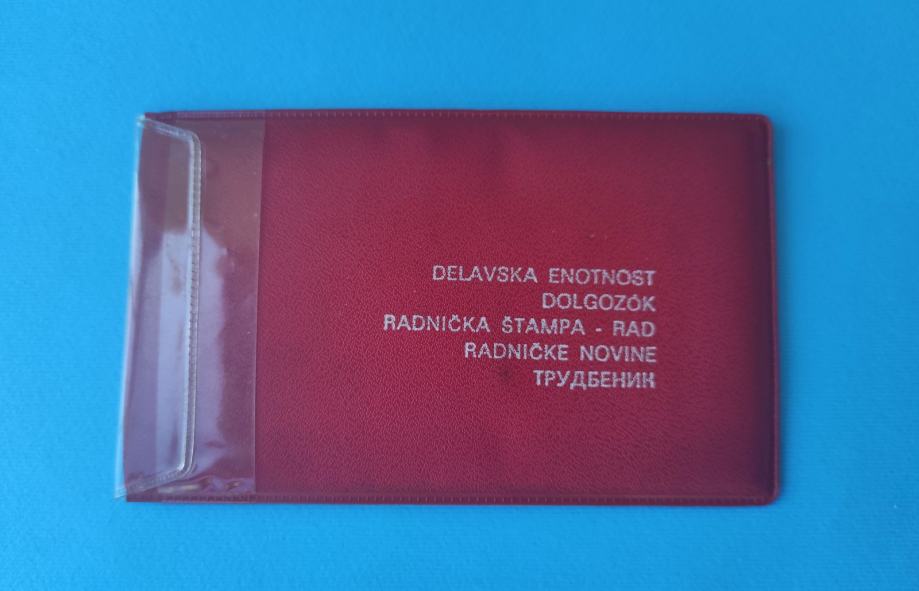 DELAVSKA ENOTNOST
DOLGOZÓK
RADNIČKA ŠTAMPA - RAD
RADNIČKE NOVINE
ТРУДБЕНИК